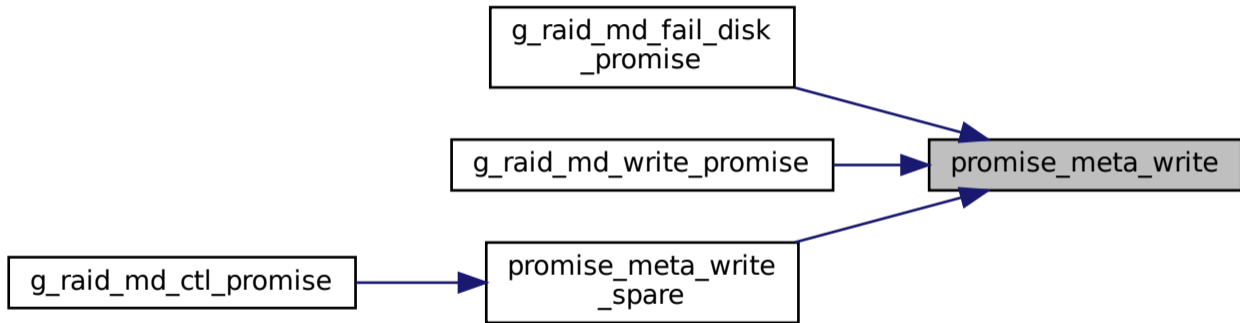 g_raid_md_fail_disk
_promise
g_raid_md_write_promise
promise_meta_write
g_raid_md_ctl_promise
promise_meta_write
_spare